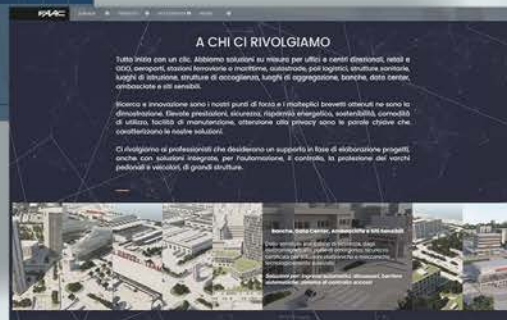 FAAC
A CHI CI RIVOLGIAMO
Tutto inizia con un clic. Abbiamo soluzioni su misura per uffici e centri direzionali, retail e
GDO, aeroporti, stazioni ferroviarie e marittime, autostrade, poli logistici, strutture sanitarie,
luoghi di istruzione, strutture di accoglienza, luoghi di aggregazione, banche, data center,
ambasciate e siti sensibili.
Ricerca e innovazione sono i nostri punti di forza e i molteplici brevetti ottenuti ne sono la
dimostrazione. Elevate prestazioni, sicurezza, risparmio energetico, sostenibilità, comodità
di utilizzo, facilità di manutenzione, attenzione alla privacy sono le parole chiave che
caratterizzano le nostre soluzioni.
Ci rivolgiamo ai professionisti che desiderano un supporto in fase di elaborazione progetti,
anche con soluzioni integrate, per l'automazione, il controllo, la protezione dei varchi
pedonali e veicolari, di grandi strutture.
Banche, Data Center, Ambasciate e siti Sensibili